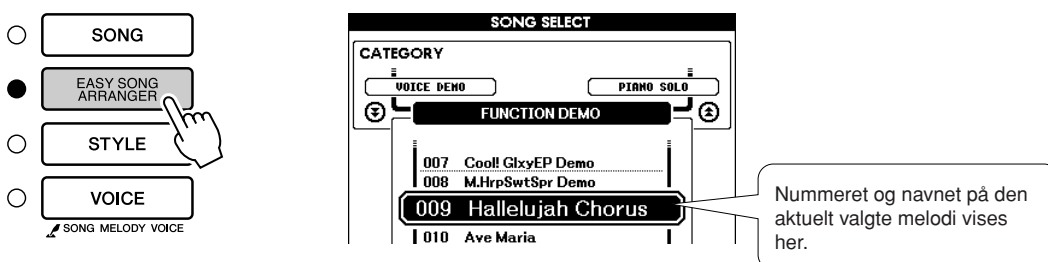 SONG
EASY SONG
ARRANGER
STYLE
VOICE
SONG MELODY VOICE
SONG SELECT
CATEGORY
VOICE DEMO
PIANO SOLO
FUNCTION DEMO
007 Cool! GlxyEP Demo
008 M.HrpSwtSpr Demo
009 Hallelujah Chorus
010 Ave Maria
Nummeret og navnet på den
aktuelt valgte melodi vises
her.